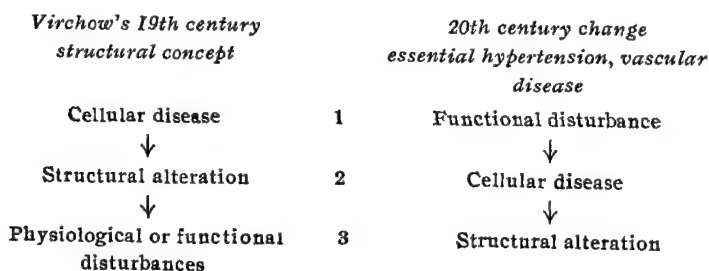 Virchow's 19th century
structural concept
20th century change
essential hypertension, vascular
disease
Cellular disease 1 Functional disturbance
Structural alteration 2 Cellular disease
Physiological or functional 3 Structural alteration
disturbances